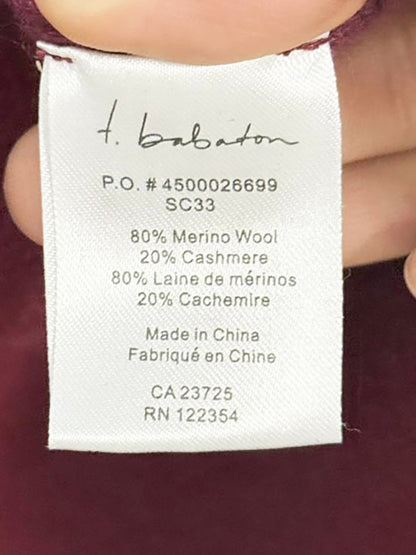 t. babaton
P.O. # 4500026699
SC33
80% Merino Wool
20% Cashmere
80% Laine de mérinos
20% Cachemire
Made in China
Fabriqué en Chine
CA 23725
RN 122354